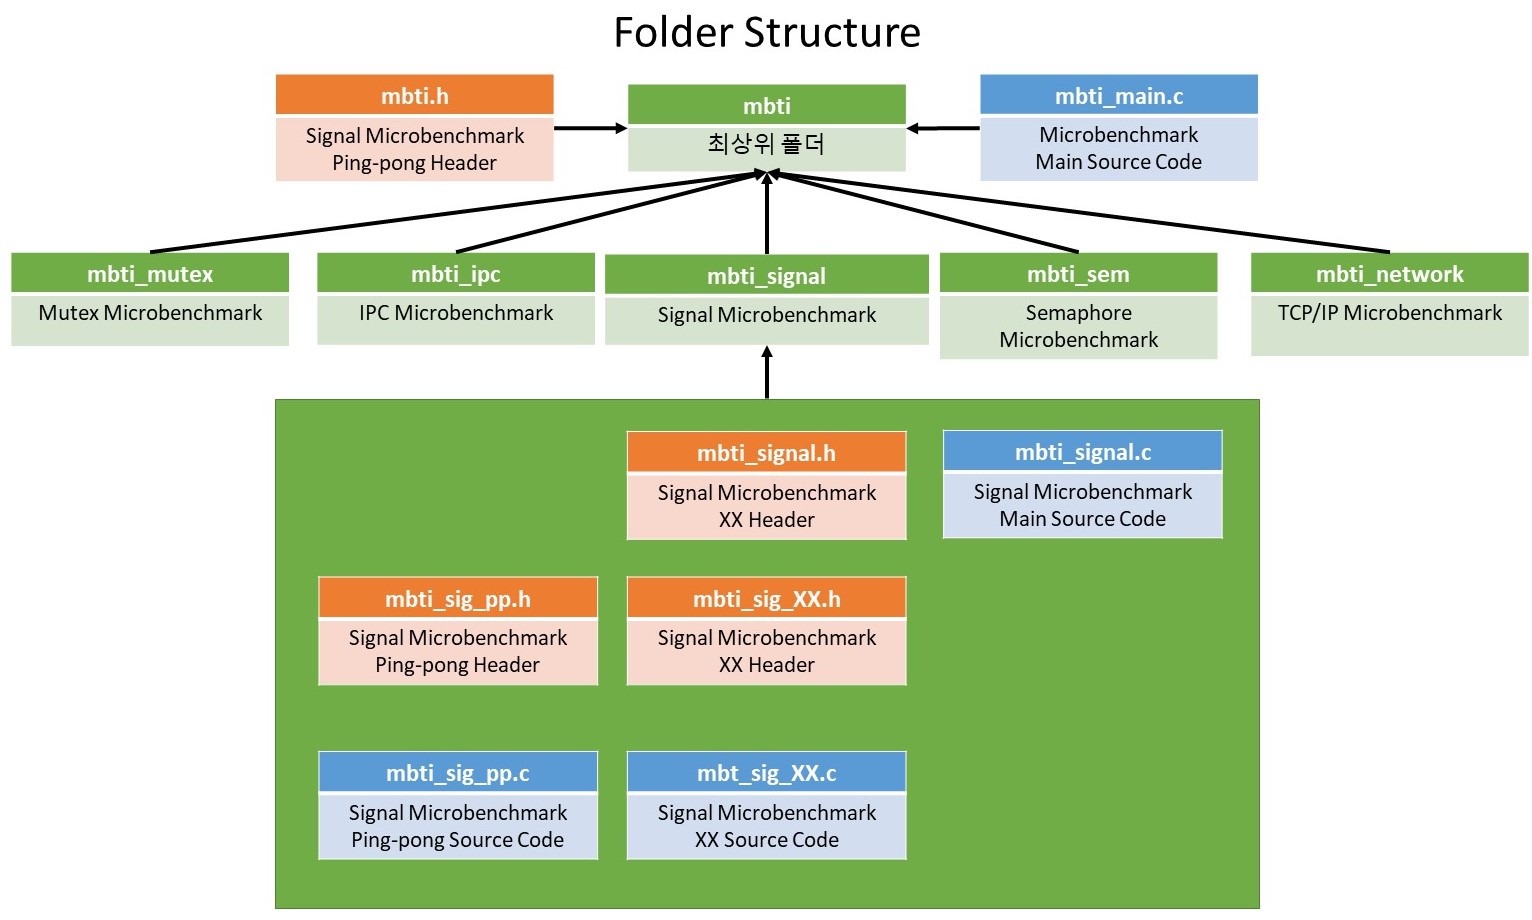 Folder Structure
mbti.h
Signal Microbenchmark
Ping-pong Header
mbti
최상위 폴더
mbti_main.c
Microbenchmark
Main Source Code
mbti_mutex
Mutex Microbenchmark
mbti_ipc
IPC Microbenchmark
mbti_signal
Signal Microbenchmark
mbti_sem
Semaphore
Microbenchmark
mbti_network
TCP/IP Microbenchmark
mbti_signal.h
Signal Microbenchmark
XX Header
mbti_signal.c
Signal Microbenchmark
Main Source Code
mbti_sig_pp.h
Signal Microbenchmark
Ping-pong Header
mbti_sig_XX.h
Signal Microbenchmark
XX Header
mbti_sig_pp.c
Signal Microbenchmark
Ping-pong Source Code
mbt_sig_XX.c
Signal Microbenchmark
XX Source Code